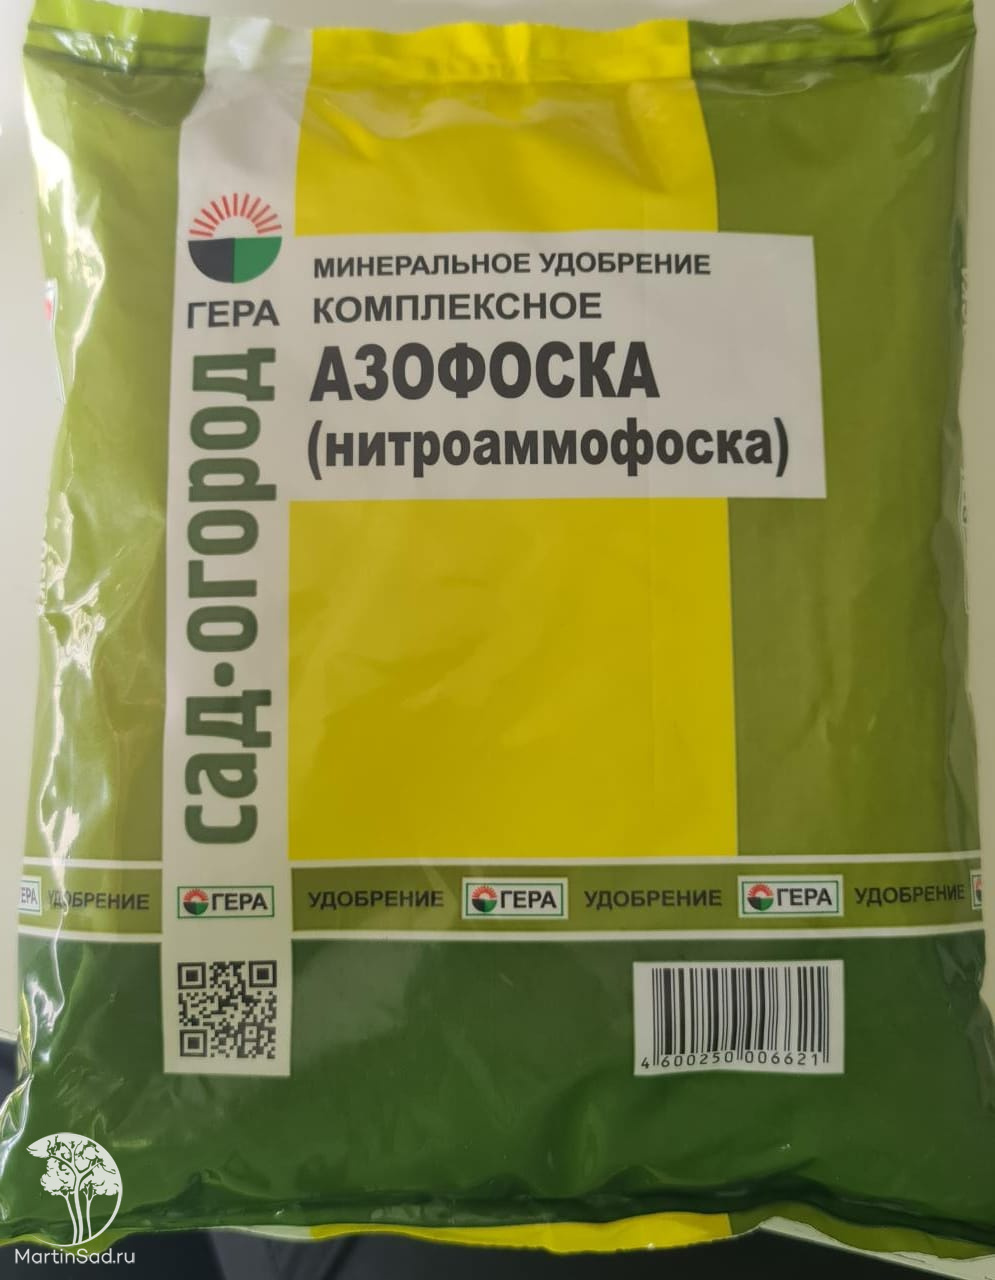 ГЕРА
сад•огород
МИНЕРАЛЬНОЕ УДОБРЕНИЕ
КОМПЛЕКСНОЕ
АЗОФОСКА
(нитроаммофоска)
ЕРА УДОБРЕНИЕ ГЕРА УДОБРЕНИЕ ГЕРА УДОБРЕНИЕ ГЕРА УДОБРЕНИЕ
4 600250 006621
MartinSad.ru